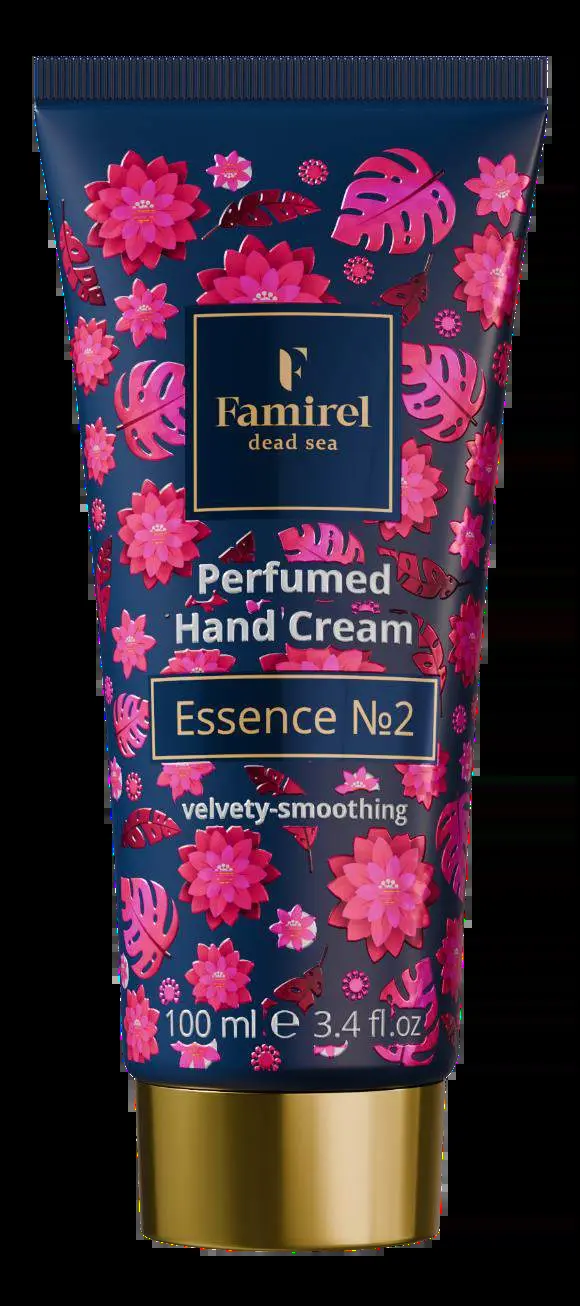 F
Famirel
dead sea
Perfumed
Hand Cream
Essence №2
velvety-smoothing
100 ml ℮ 3.4 fl.oz